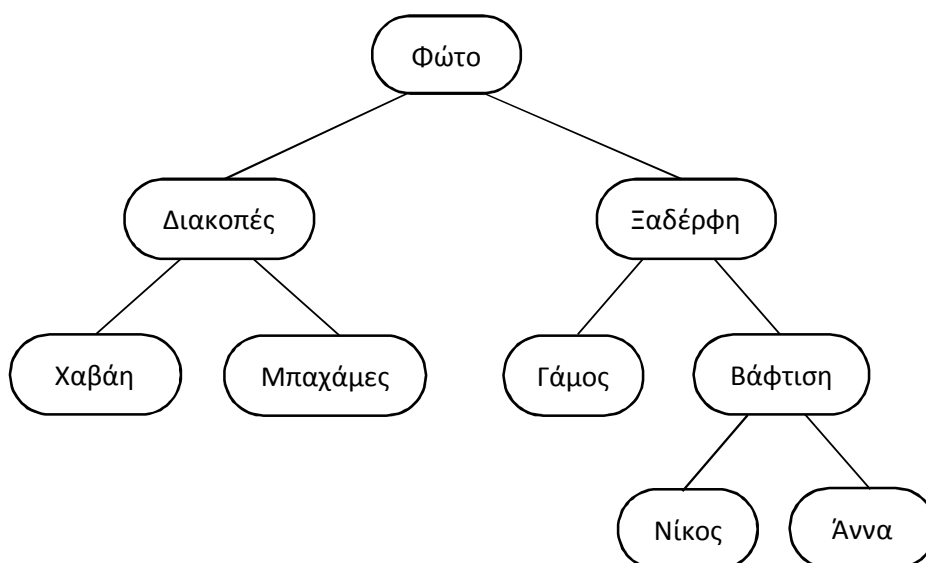 Φώτο
Διακοπές
Ξαδέρφη
Χαβάη
Μπαχάμες
Γάμος
Βάφτιση
Νίκος
Άννα